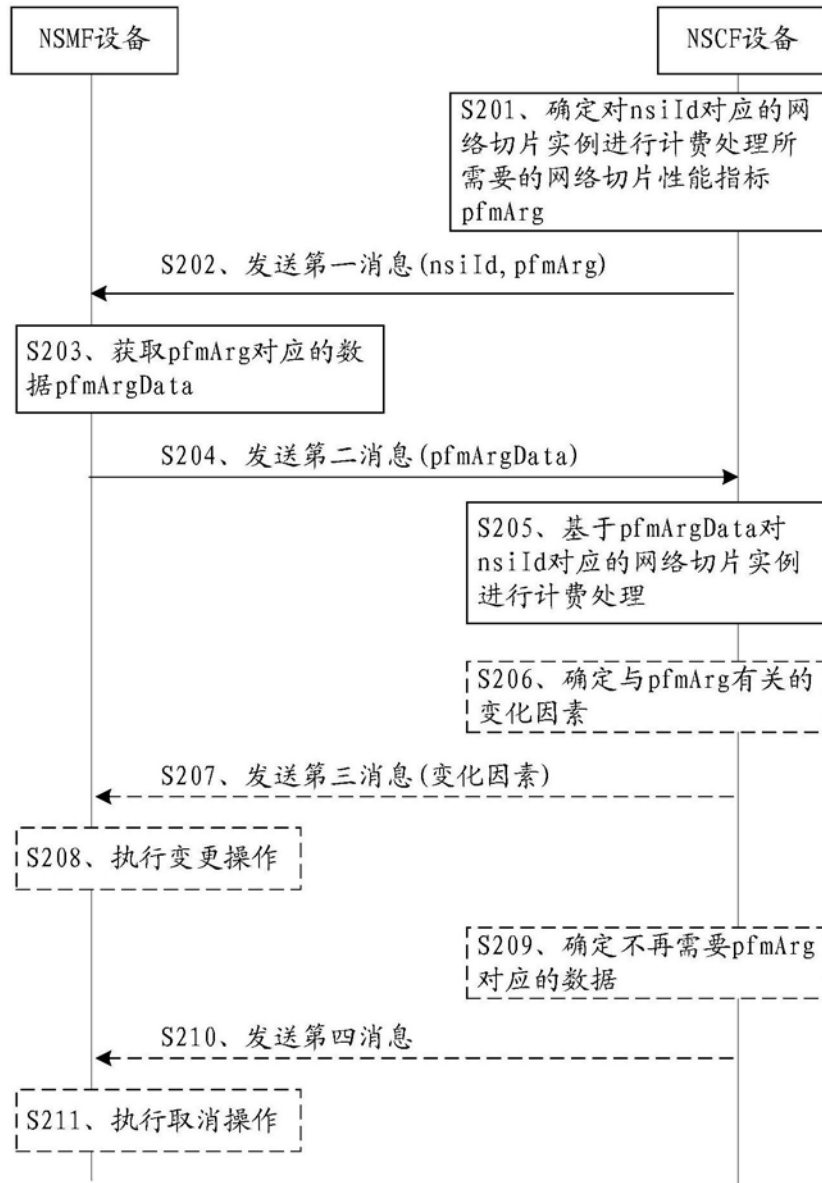 NSMF设备
NSCF设备
S201、确定对nsiId对应的网
络切片实例进行计费处理所
需要的网络切片性能指标
pfmArg
S202、发送第一消息(nsiId,pfmArg)
S203、获取pfmArg对应的数
据pfmArgData
S204、发送第二消息(pfmArgData)
S205、基于pfmArgData对
nsiId对应的网络切片实例
进行计费处理
S206、确定与pfmArg有关的
变化因素
S207、发送第三消息(变化因素)
S208、执行变更操作
S209、确定不再需要pfmArg
对应的数据
S210、发送第四消息
S211、执行取消操作